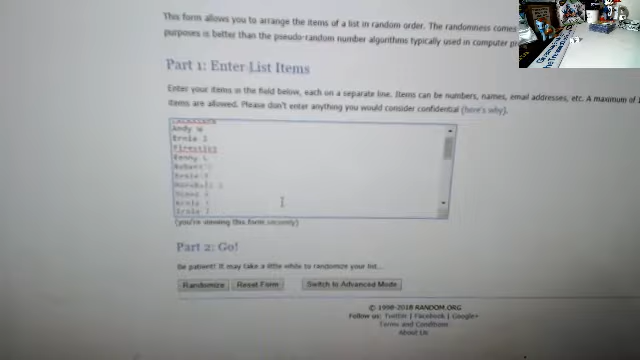 This form allows you to arrange the items of a list in random order. The randomness comes
purposes is better than the pseudo-random number algorithms typically used in computer
Part 1: Enter List Items
Enter your items in the field below, each on a separate line. Items can be numbers, names, email addresses, etc. A maximum of
items are allowed. Please don't enter anything you would consider confidential (here's why).
Andy W
Ernie
Benny L
(you're viewing this form securely)
Part 2: Go!
Be patient! It may take a little while to randomize your list...
Randomize Reset Form Switch to Advanced Mode
© 1998-2018 RANDOM.ORG
Follow us: Twitter | Facebook | Google+
Terms and Conditions
About Us